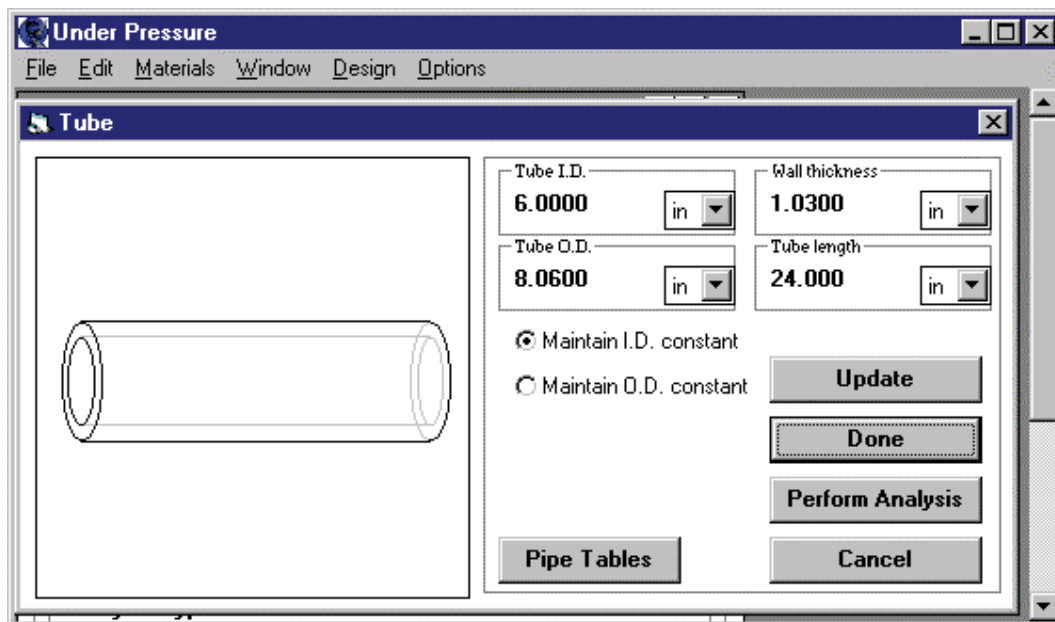 Under Pressure
File Edit Materials Window Design Options
Tube
Tube I.D.
6.0000 in
Wall thickness
1.0300 in
Tube O.D.
8.0600 in
Tube length
24.000 in
Maintain I.D. constant
Maintain O.D. constant
Update
Done
Perform Analysis
Pipe Tables
Cancel